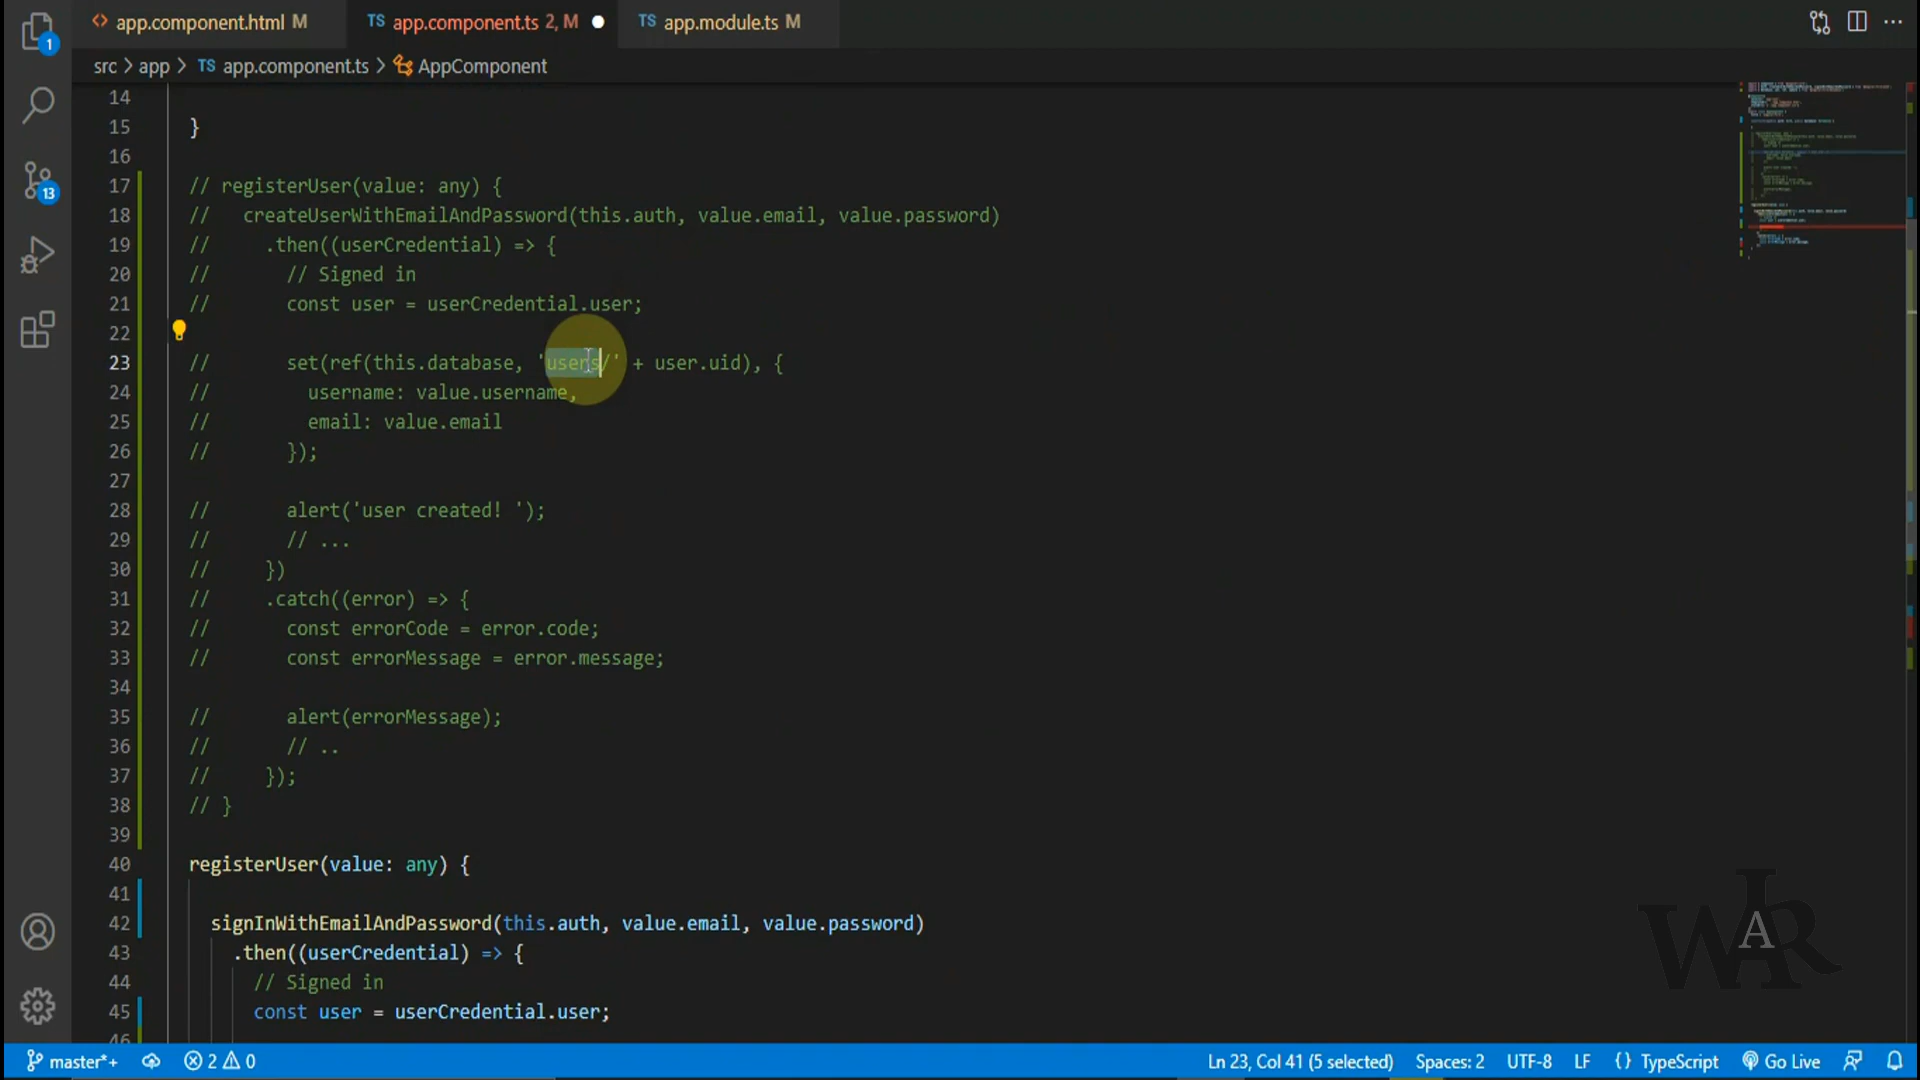 app.component.html M
TS app.component.ts 2, M
TS app.module.ts M
1
src > app > TS app.component.ts > AppComponent
14
15 }
16
17 // registerUser(value: any) {
18 // createUserWithEmailAndPassword(this.auth, value.email, value.password)
19 // .then((userCredential) => {
20 // // Signed in
21 // const user = userCredential.user;
22
23 // set(ref(this.database, 'users/' + user.uid), {
24 // username: value.username,
25 // email: value.email
26 // });
27
28 // alert('user created! ');
29 // // ...
30 // })
31 // .catch((error) => {
32 // const errorCode = error.code;
33 // const errorMessage = error.message;
34
35 // alert(errorMessage);
36 // // ..
37 // });
38 // }
39
40 registerUser(value: any) {
41
42 signInWithEmailAndPassword(this.auth, value.email, value.password)
43 .then((userCredential) => {
44 // Signed in
45 const user = userCredential.user;
46
13
WAR
master*+ 2 0 Ln 23, Col 41 (5 selected) Spaces: 2 UTF-8 LF {} TypeScript Go Live